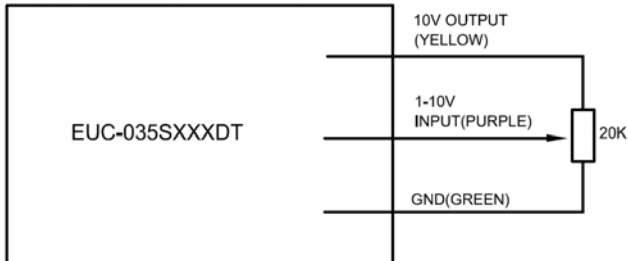 10V OUTPUT
(YELLOW)
1-10V
INPUT(PURPLE)
EUC-035SXXXDT
20K
GND(GREEN)